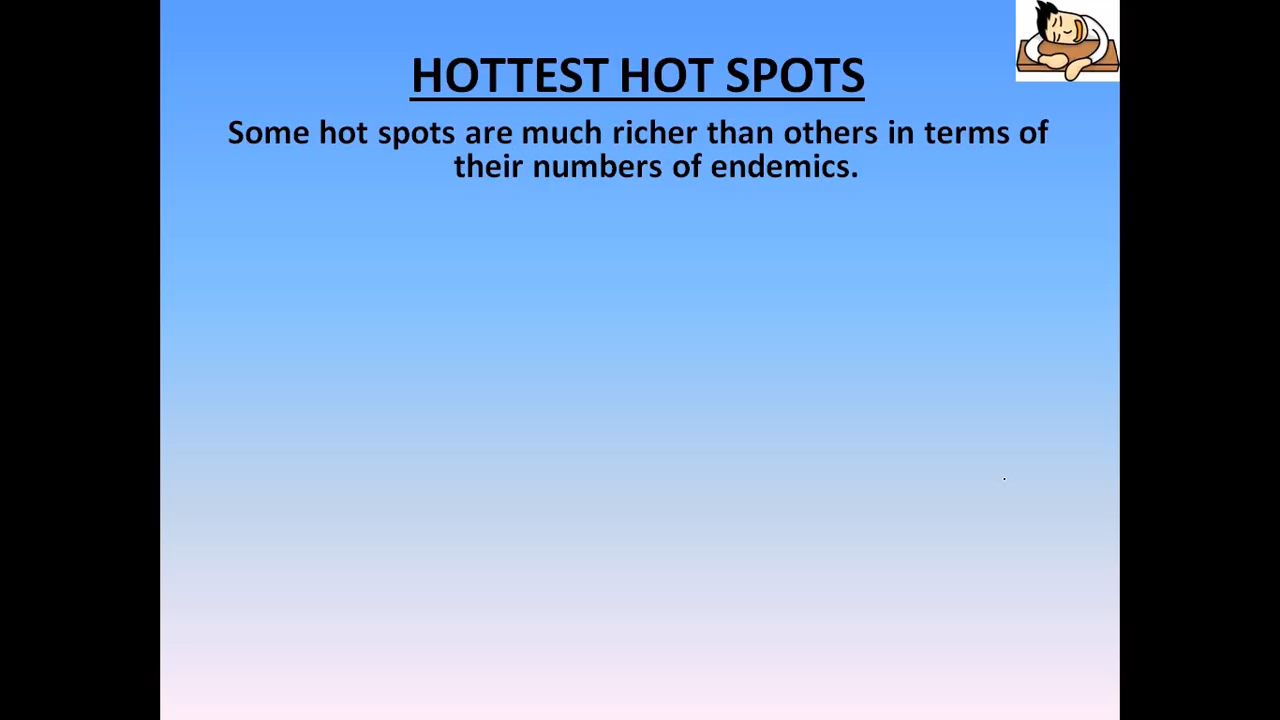 HOTTEST HOT SPOTS
Some hot spots are much richer than others in terms of
their numbers of endemics.